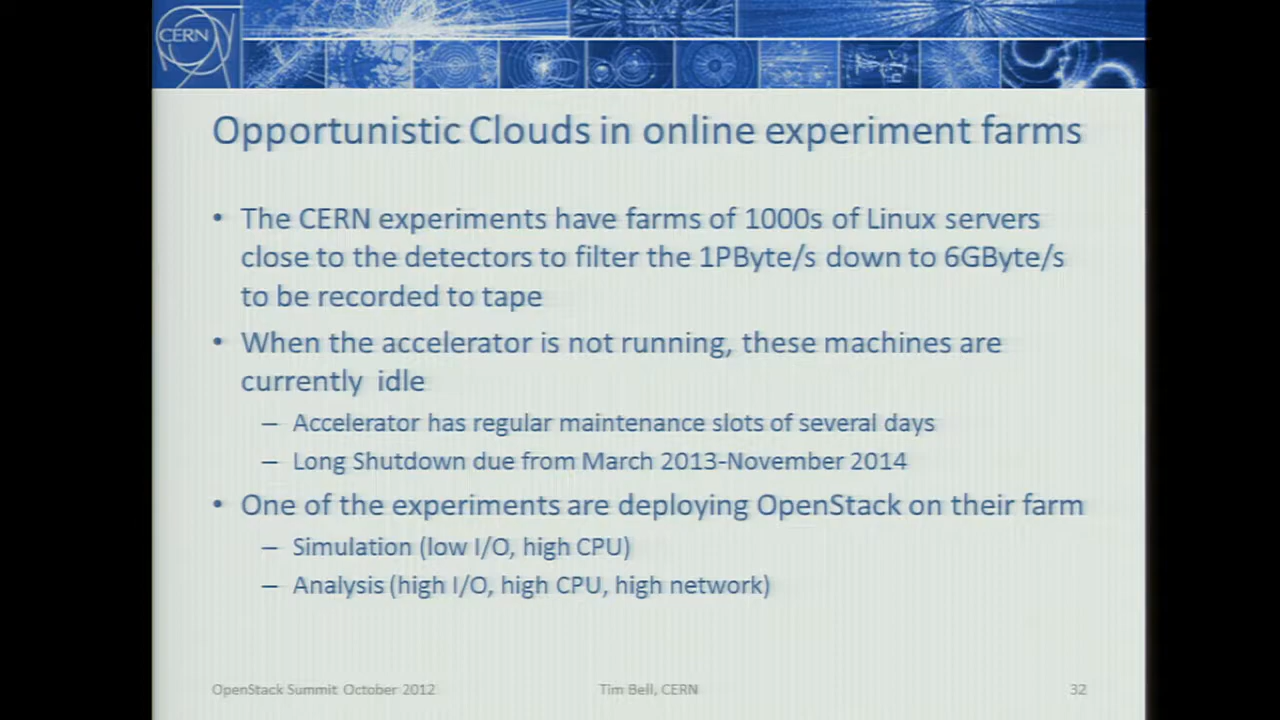 CERN
Opportunistic Clouds in online experiment farms
• The CERN experiments have farms of 1000s of Linux servers
close to the detectors to filter the 1PByte/s down to 6GByte/s
to be recorded to tape
• When the accelerator is not running, these machines are
currently idle
– Accelerator has regular maintenance slots of several days
– Long Shutdown due from March 2013-November 2014
• One of the experiments are deploying OpenStack on their farm
– Simulation (low I/O, high CPU)
– Analysis (high I/O, high CPU, high network)
OpenStack Summit October 2012 Tim Bell, CERN 32